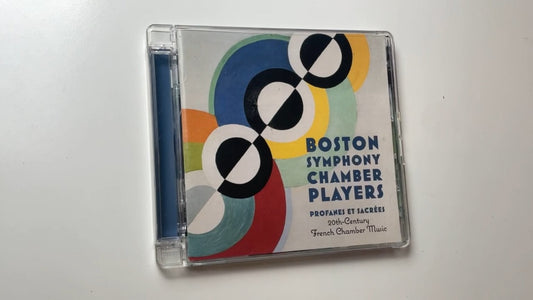 BOSTON
SYMPHONY
CHAMBER
PLAYERS
PROFANES ET SACRÉES
20th-Century
French Chamber Music